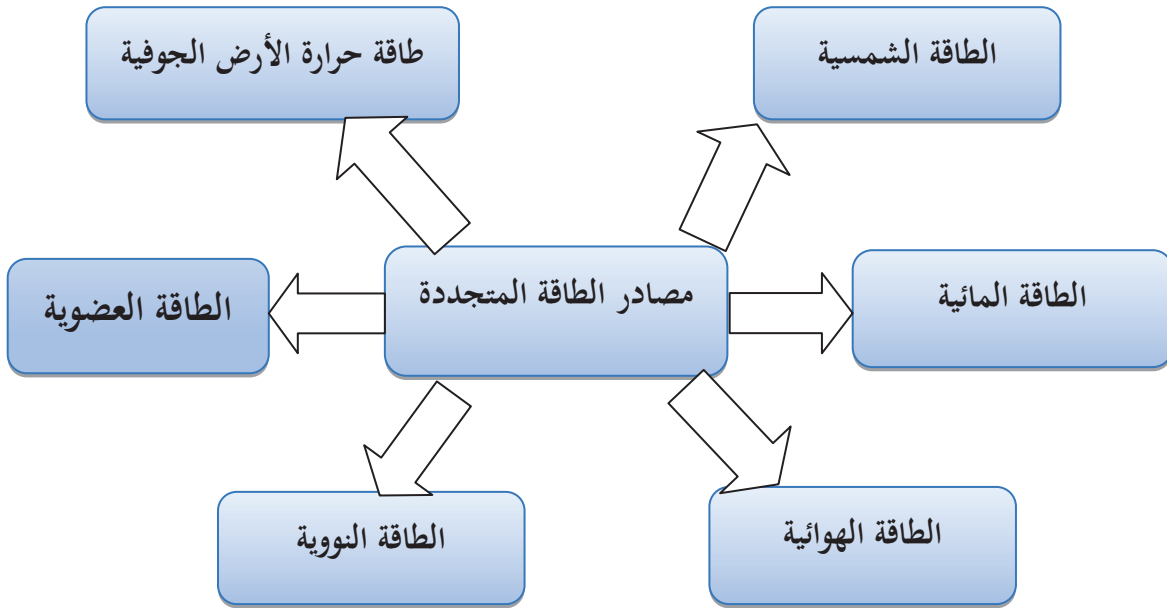 الطاقة الشمسية
طاقة حرارة الأرض الجوفية
مصادر الطاقة المتجددة
الطاقة المائية
الطاقة العضوية
الطاقة الهوائية
الطاقة النووية